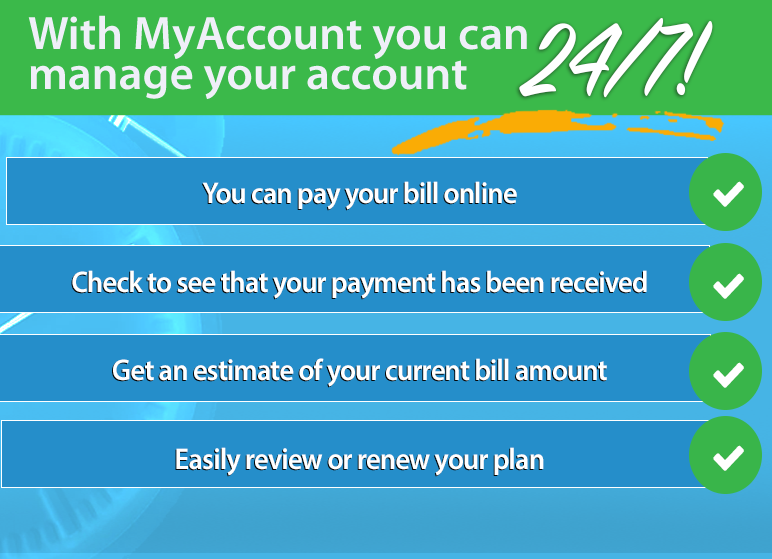 With MyAccount you can
manage your account 24/7!
You can pay your bill online
Check to see that your payment has been received
Get an estimate of your current bill amount
Easily review or renew your plan